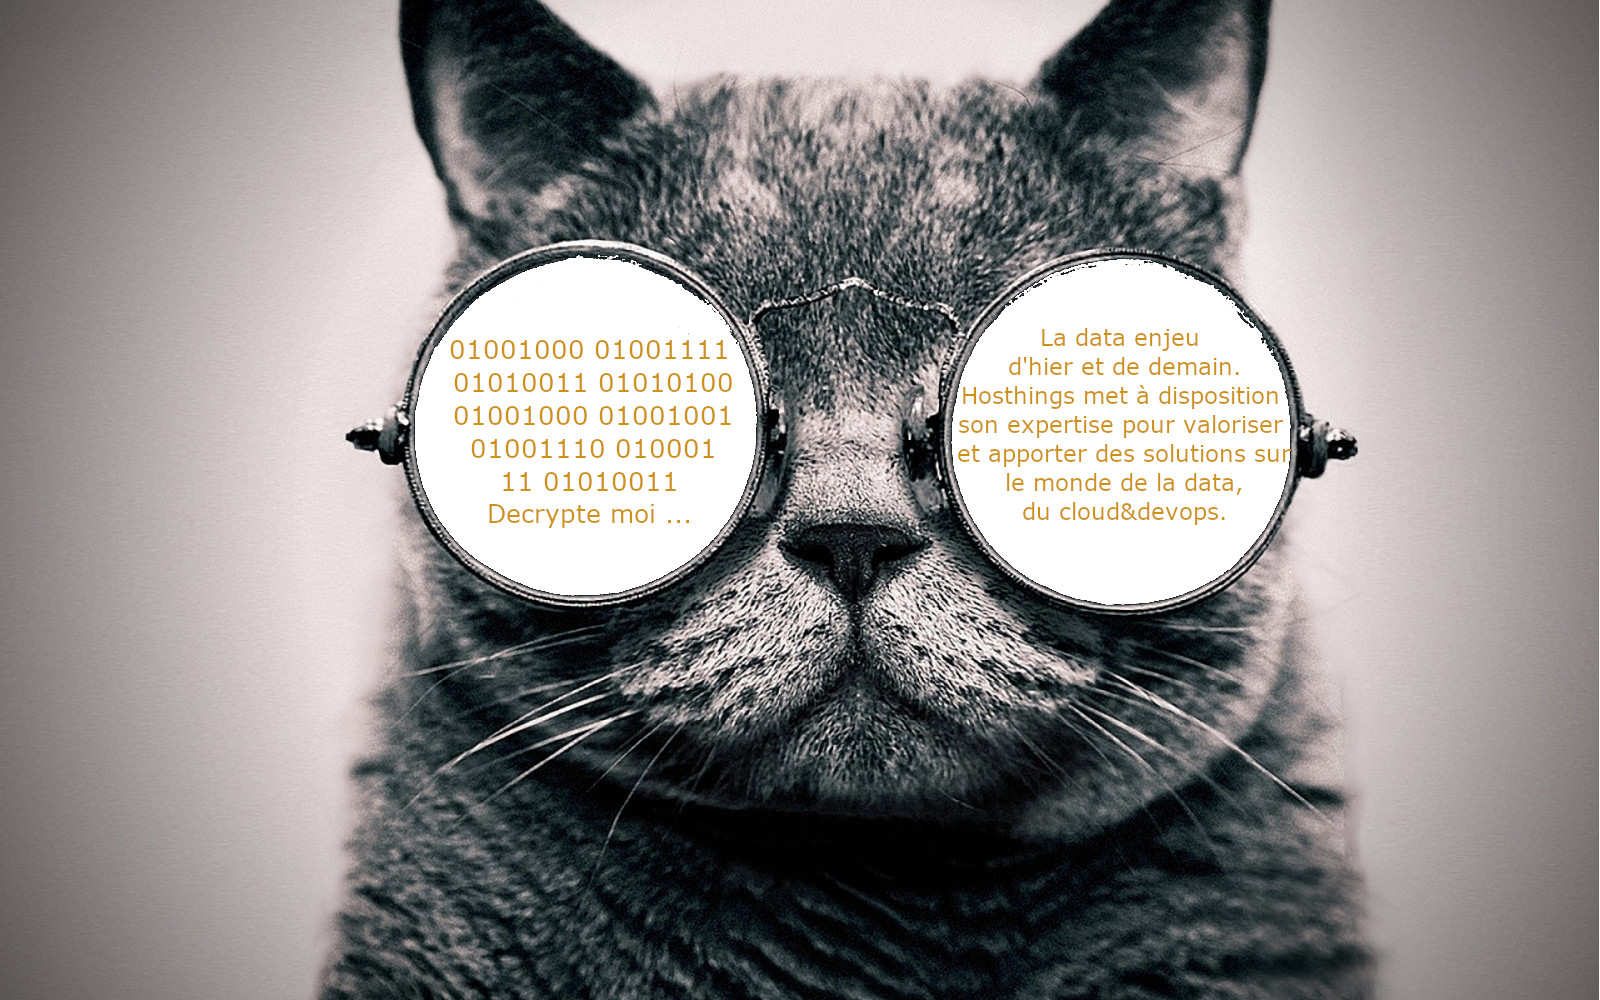 01001000 01001111
01010011 01010100
01001000 01001001
01001110 010001
11 01010011
Decrypte moi ...
La data enjeu
d'hier et de demain.
Hosthings met à disposition
son expertise pour valoriser
et apporter des solutions sur
le monde de la data,
du cloud&devops.